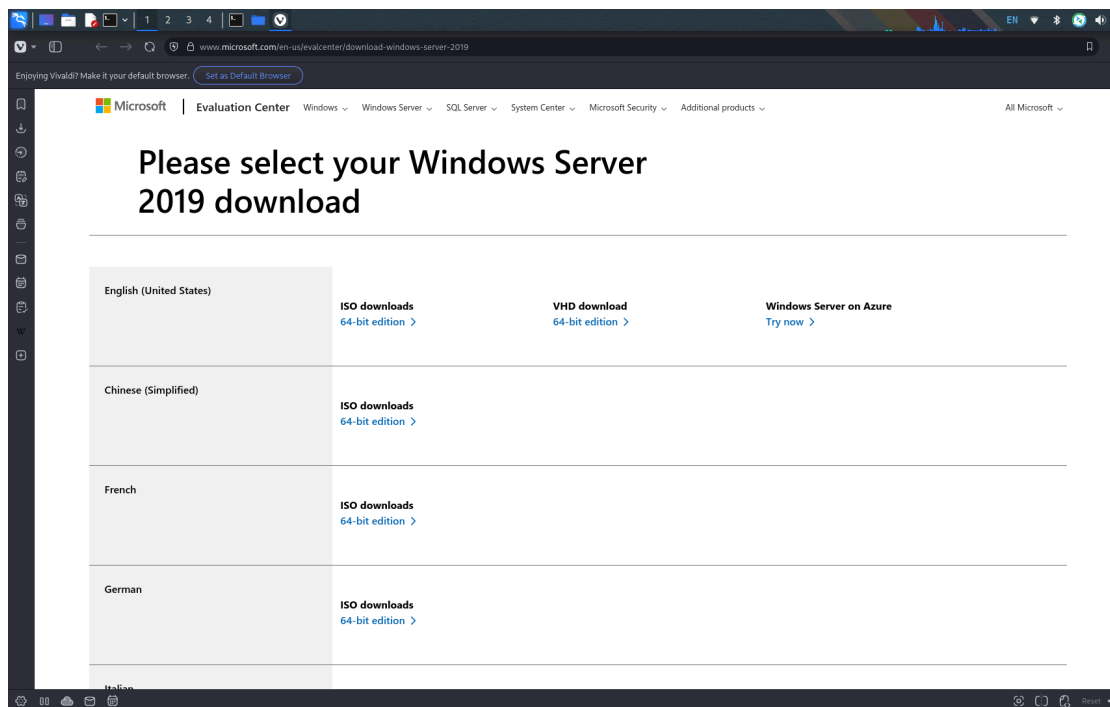 1 2 3 4
EN
www.microsoft.com/en-us/evalcenter/download-windows-server-2019
Enjoying Vivaldi? Make it your default browser. Set as Default Browser
Microsoft Evaluation Center Windows Windows Server SQL Server System Center Microsoft Security Additional products All Microsoft
Please select your Windows Server
2019 download
English (United States)
ISO downloads VHD download Windows Server on Azure
64-bit edition 64-bit edition Try now
Chinese (Simplified)
ISO downloads
64-bit edition
French
ISO downloads
64-bit edition
German
ISO downloads
64-bit edition
W
Italian
Reset